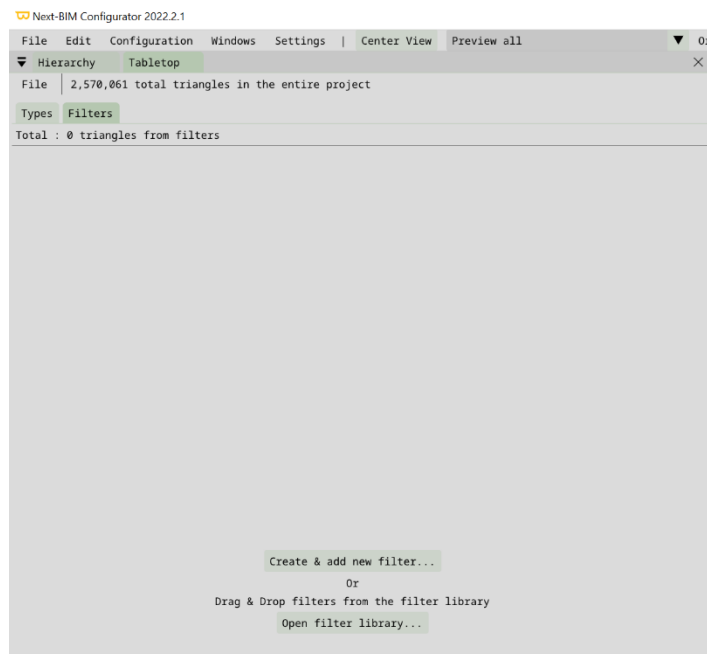 Next-BIM Configurator 2022.2.1
File Edit Configuration Windows Settings | Center View Preview all
Hierarchy Tabletop
File 2,570,061 total triangles in the entire project
Types Filters
Total : 0 triangles from filters
Create & add new filter...
Or
Drag & Drop filters from the filter library
Open filter library...